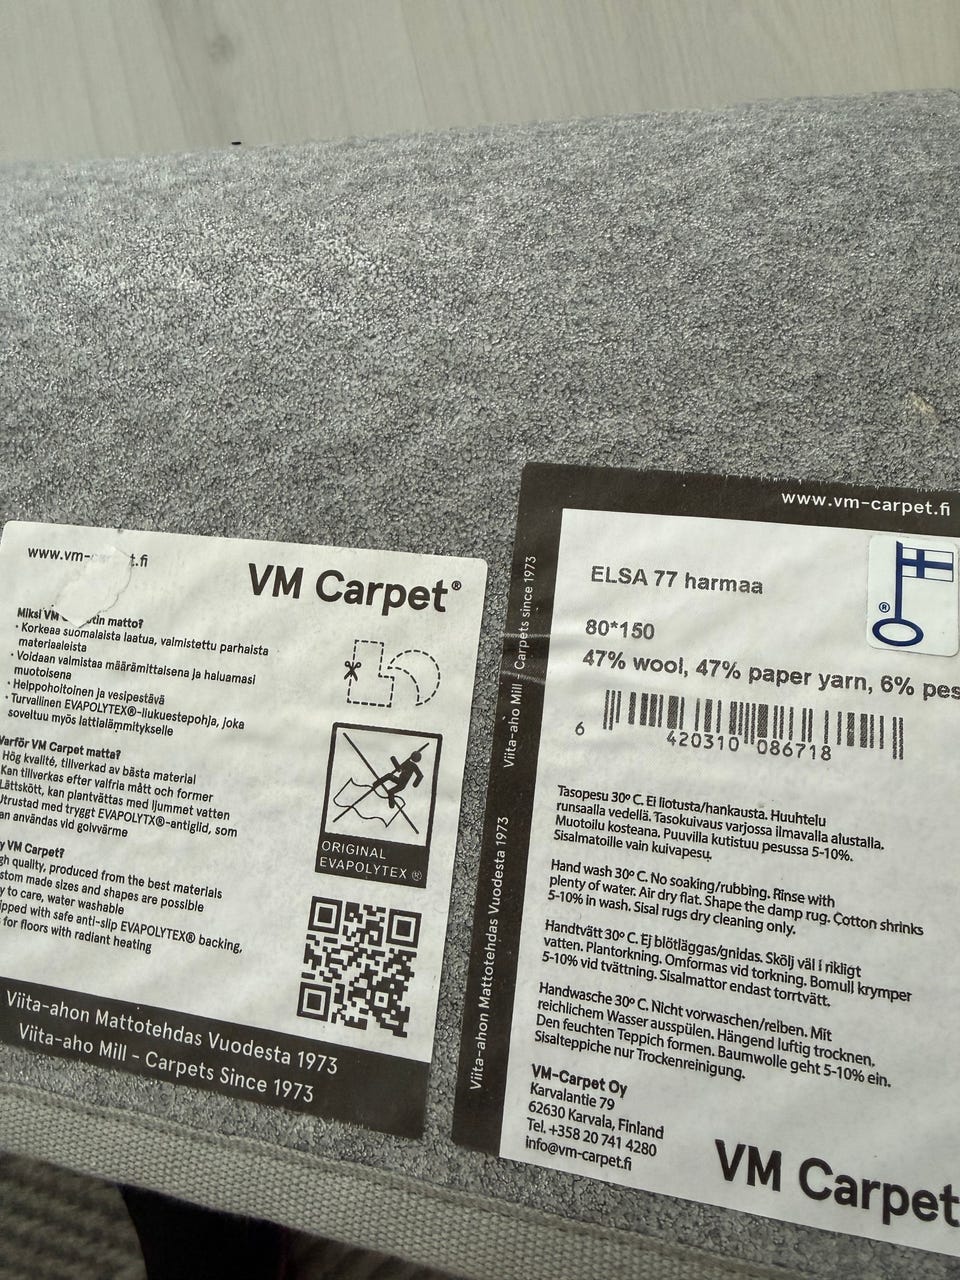 www.vm-
t.fi
VM Carpet®
Miksi VM
tin matto?
• Korkeaa suomalaista laatua, valmistettu parhaista
materiaaleista
• Voidaan valmistaa määrämittaisena ja haluamasi
muotoisena
• Helppohoitoinen ja vesipestävä
• Turvallinen EVAPOLYTEX®-liukuestepohja, joka
soveltuu myös lattialämmitykselle
Varför VM Carpet matta?
Hög kvalité, tillverkad av bästa material
Kan tillverkas efter valfria mått och former
Lättskött, kan plantvättas med ljummet vatten
Utrustad med tryggt EVAPOLYTX®-antiglid, som
an användas vid golvvärme
y VM Carpet?
gh quality, produced from the best materials
stom made sizes and shapes are possible
y to care, water washable
ipped with safe anti-slip EVAPOLYTEX® backing,
for floors with radiant heating
ORIGINAL
EVAPOLYTEX ®
Viita-ahon Mattotehdas Vuodesta 1973
Viita-aho Mill - Carpets Since 1973
www.vm-carpet.fi
Viita-aho Mill Carpets since 1973
Viita-ahon Mattotehdas Vuodesta 1973
ELSA 77 harmaa
®
80*150
47% wool, 47% paper yarn, 6% pes
6 420310 086718
Tasopesu 30º C. Ei liotusta/hankausta. Huuhtelu
runsaalla vedellä. Tasokuivaus varjossa ilmavalla alustalla.
Muotoilu kosteana. Puuvilla kutistuu pesussa 5-10%.
Sisalmatoille vain kuivapesu.
Hand wash 30º C. No soaking/rubbing. Rinse with
plenty of water. Air dry flat. Shape the damp rug. Cotton shrinks
5-10% in wash. Sisal rugs dry cleaning only.
Handtvätt 30º C. Ej blötläggas/gnidas. Skölj väl i rikligt
vatten. Plantorkning. Omformas vid torkning. Bomull krymper
5-10% vid tvättning. Sisalmattor endast torrtvätt.
Handwasche 30º C. Nicht vorwaschen/reiben. Mit
reichlichem Wasser ausspülen. Hängend luftig trocknen,
Den feuchten Teppich formen. Baumwolle geht 5-10% ein.
Sisalteppiche nur Trockenreinigung.
VM-Carpet Oy
Karvalantie 79
62630 Karvala, Finland
Tel. +358 20 741 4280
info@vm-carpet.fi
VM Carpet